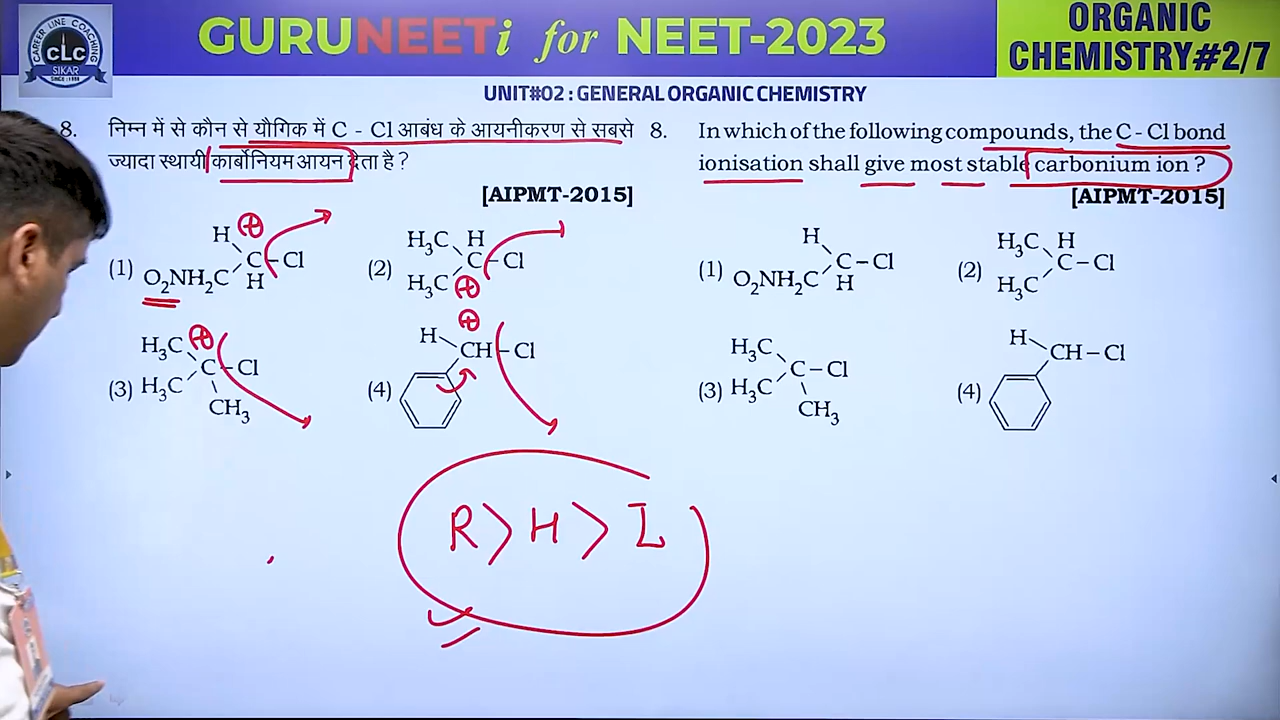 CAREER LINE COACHING
CLC
SIKAR
SINCE : 1996
GURUNEETi for NEET-2023
ORGANIC
CHEMISTRY#2/7
UNIT#02 : GENERAL ORGANIC CHEMISTRY
8. निम्न में से कौन से यौगिक में C - Cl आबंध के आयनीकरण से सबसे
ज्यादा स्थायी कार्बोनियम आयन देता है ?
[AIPMT-2015]
(1) H O₂NH₂C C – Cl H ⊕
(2) H₃C H H₃C C – Cl ⊕
(3) H₃C H₃C C – Cl CH₃ ⊕
(4) H CH – Cl ⊕
8. In which of the following compounds, the C - Cl bond
ionisation shall give most stable carbonium ion ?
[AIPMT-2015]
(1) H O₂NH₂C C – Cl H
(2) H₃C H H₃C C – Cl
(3) H₃C H₃C C – Cl CH₃
(4) H CH – Cl
R > H > I